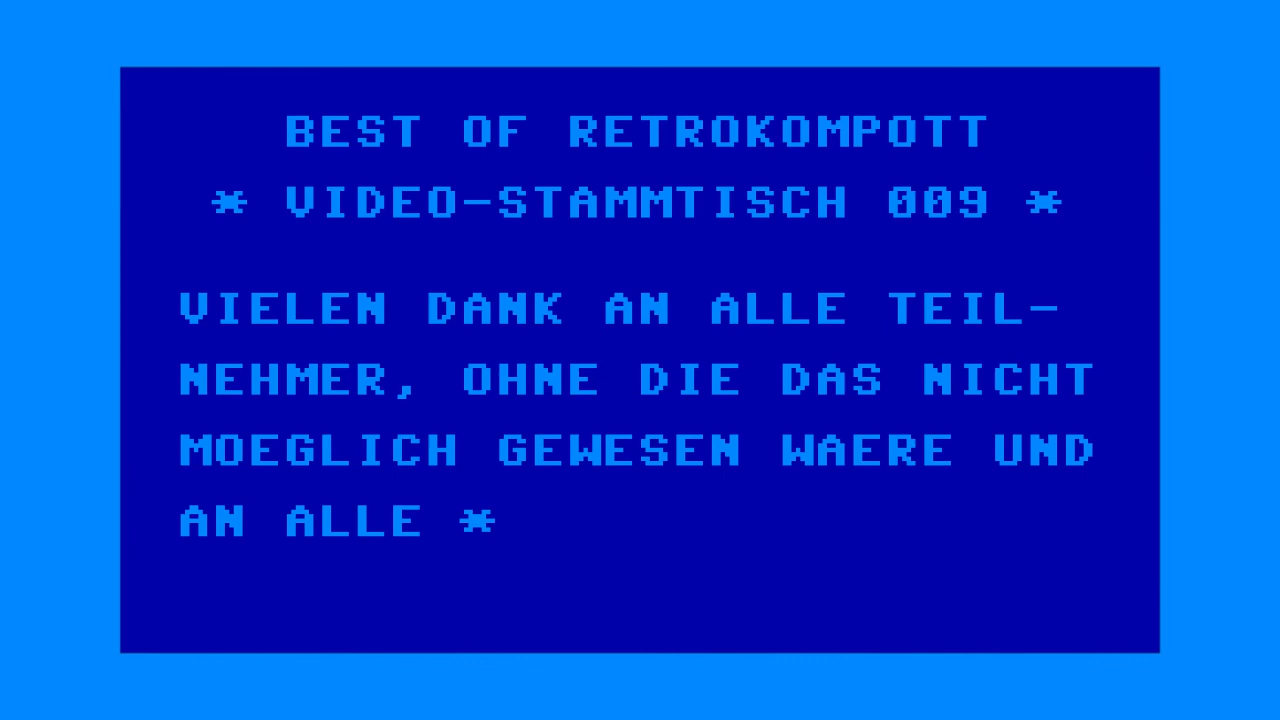 BEST OF RETROKOMPOTT
* VIDEO-STAMMTISCH 009 *
VIELEN DANK AN ALLE TEIL-
NEHMER, OHNE DIE DAS NICHT
MOEGLICH GEWESEN WAERE UND
AN ALLE *